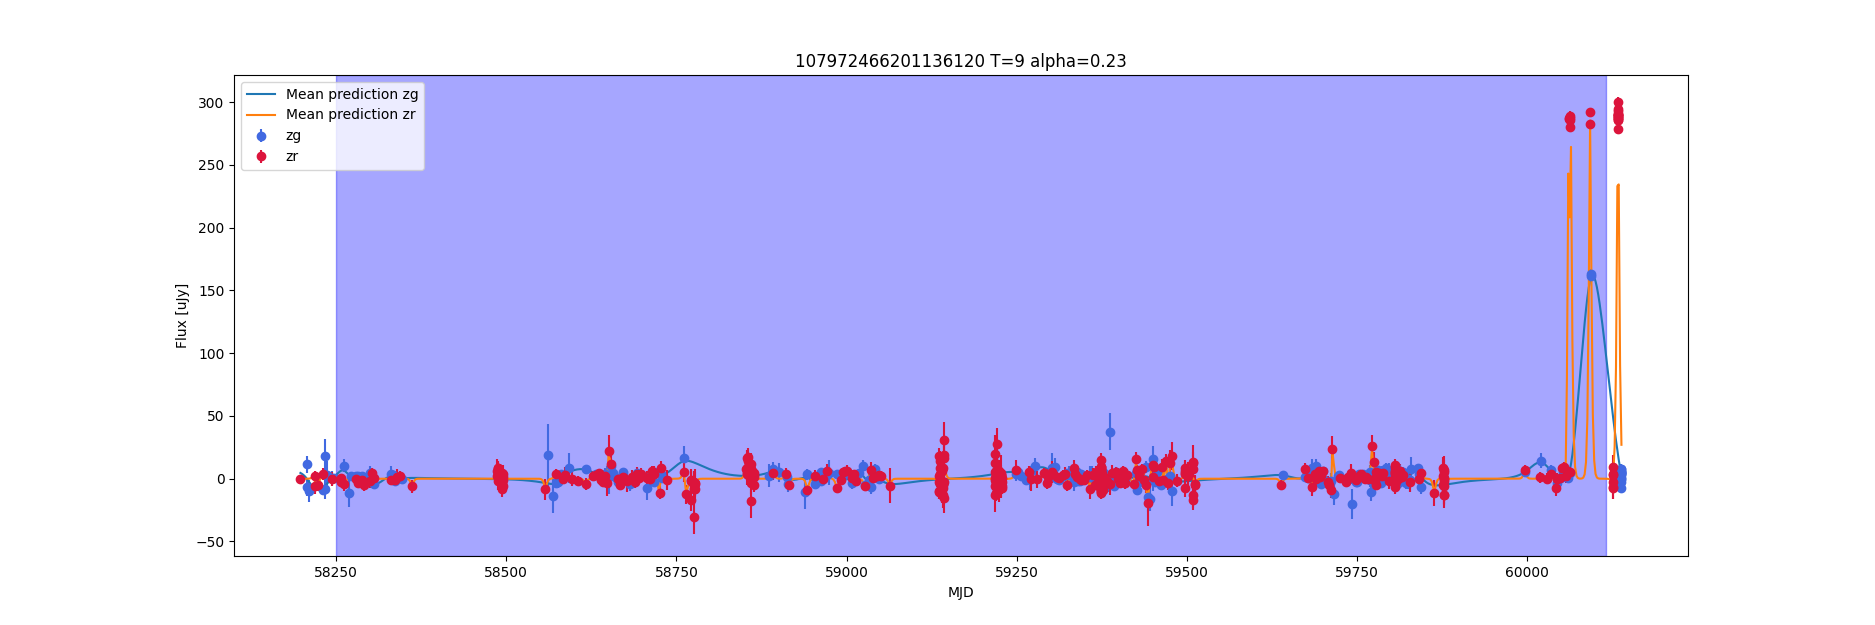 107972466201136120 T=9 alpha=0.23
Mean prediction zg
Mean prediction zr
zg
zr
Flux [uJy]
300
250
200
150
100
50
0
−50
58250 58500 58750 59000 59250 59500 59750 60000
MJD